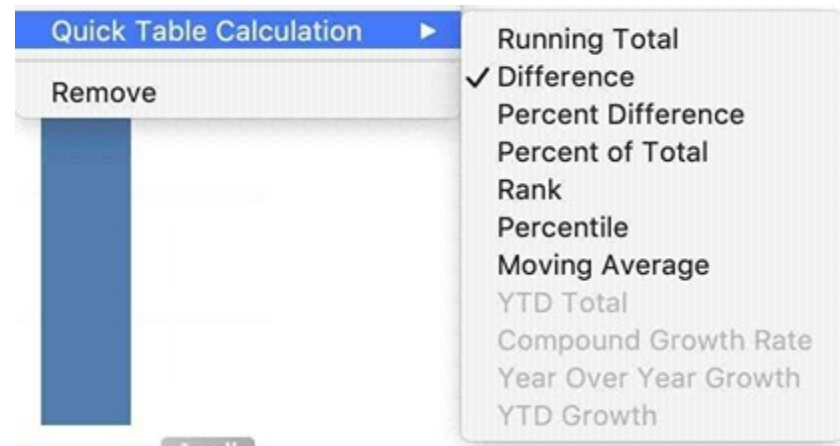 Quick Table Calculation
Remove
Running Total
✓ Difference
Percent Difference
Percent of Total
Rank
Percentile
Moving Average
YTD Total
Compound Growth Rate
Year Over Year Growth
YTD Growth